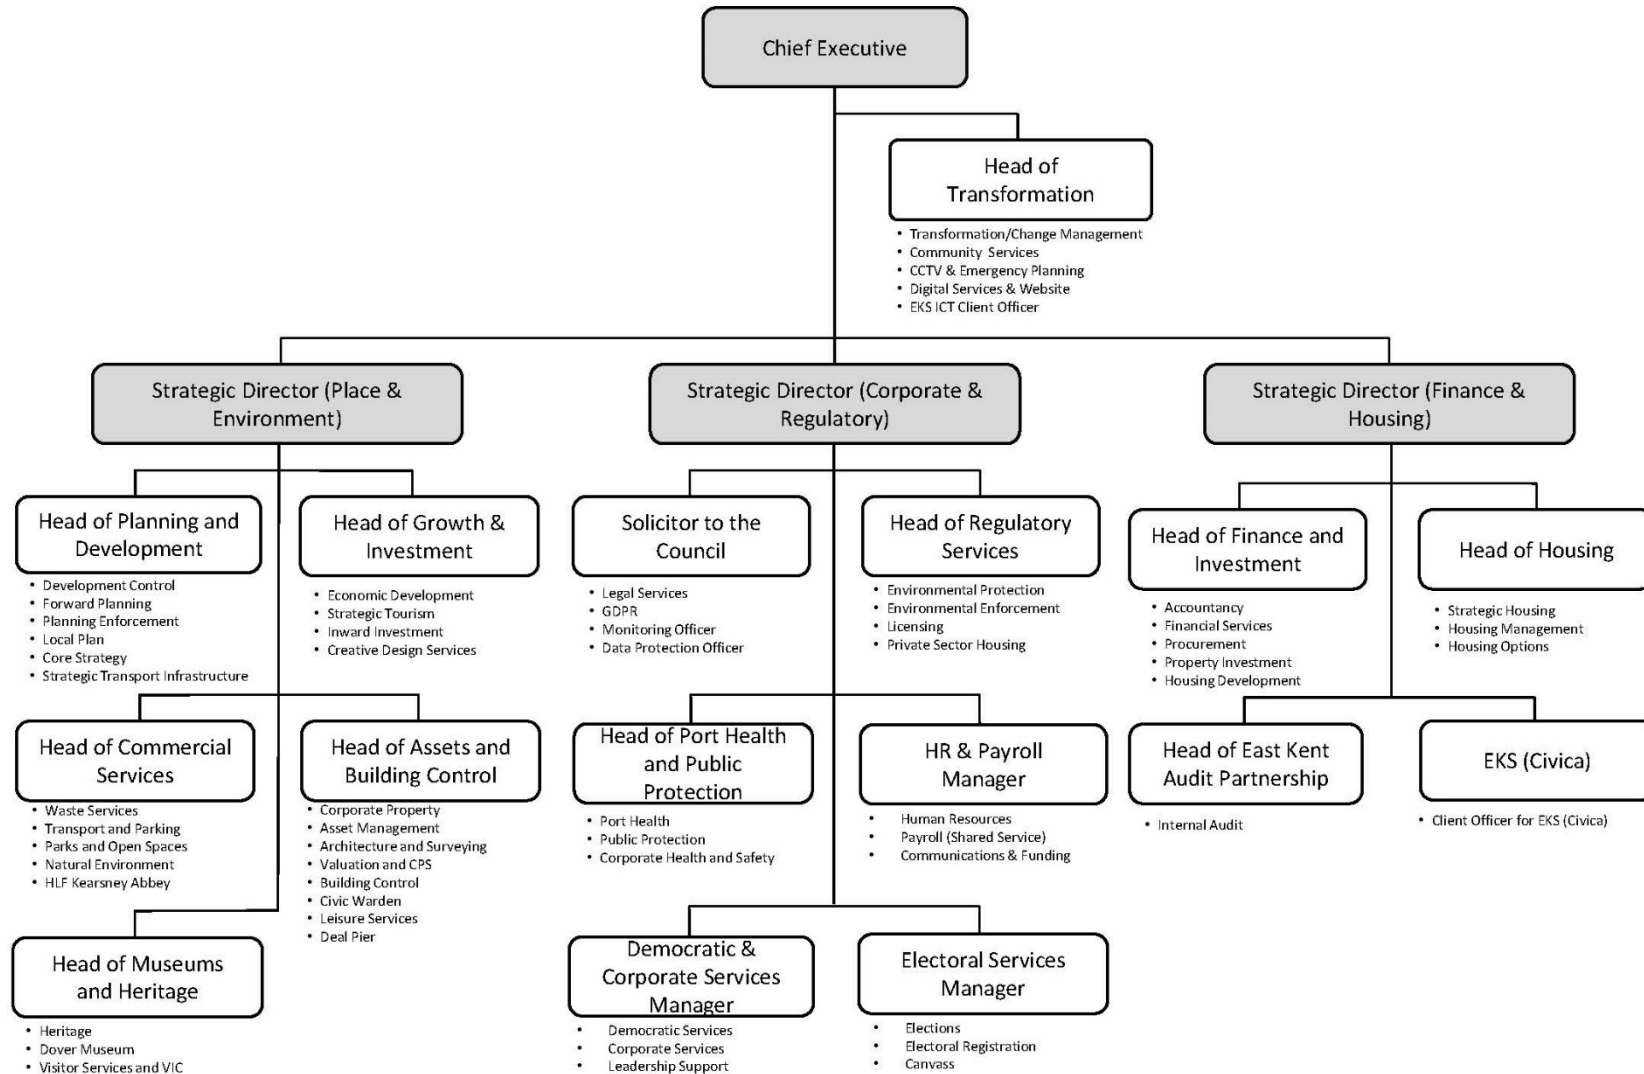 Chief Executive
Head of
Transformation
• Transformation/Change Management
• Community Services
• CCTV & Emergency Planning
• Digital Services & Website
• EKS ICT Client Officer
Strategic Director (Place &
Environment)
Strategic Director (Corporate &
Regulatory)
Strategic Director (Finance &
Housing)
Head of Planning and
Development
• Development Control
• Forward Planning
• Planning Enforcement
• Local Plan
• Core Strategy
• Strategic Transport Infrastructure
Head of Growth &
Investment
• Economic Development
• Strategic Tourism
• Inward Investment
• Creative Design Services
Solicitor to the
Council
• Legal Services
• GDPR
• Monitoring Officer
• Data Protection Officer
Head of Regulatory
Services
• Environmental Protection
• Environmental Enforcement
• Licensing
• Private Sector Housing
Head of Finance and
Investment
• Accountancy
• Financial Services
• Procurement
• Property Investment
• Housing Development
Head of Housing
• Strategic Housing
• Housing Management
• Housing Options
Head of Commercial
Services
• Waste Services
• Transport and Parking
• Parks and Open Spaces
• Natural Environment
• HLF Kearsney Abbey
Head of Assets and
Building Control
• Corporate Property
• Asset Management
• Architecture and Surveying
• Valuation and CPS
• Building Control
• Civic Warden
• Leisure Services
• Deal Pier
Head of Port Health
and Public
Protection
• Port Health
• Public Protection
• Corporate Health and Safety
HR & Payroll
Manager
• Human Resources
• Payroll (Shared Service)
• Communications & Funding
Head of East Kent
Audit Partnership
• Internal Audit
EKS (Civica)
• Client Officer for EKS (Civica)
Head of Museums
and Heritage
• Heritage
• Dover Museum
• Visitor Services and VIC
Democratic &
Corporate Services
Manager
• Democratic Services
• Corporate Services
• Leadership Support
Electoral Services
Manager
• Elections
• Electoral Registration
• Canvass